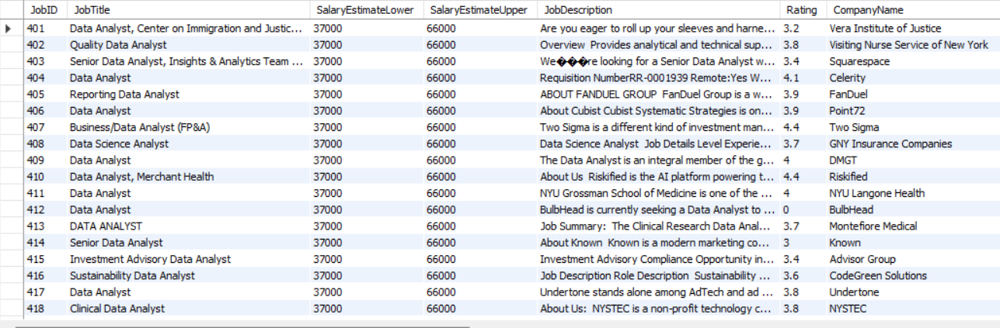 JobID JobTitle SalaryEstimateLower SalaryEstimateUpper JobDescription Rating CompanyName
401 Data Analyst, Center on Immigration and Justic... 37000 66000 Are you eager to roll up your sleeves and harne... 3.2 Vera Institute of Justice
402 Quality Data Analyst 37000 66000 Overview Provides analytical and technical sup... 3.8 Visiting Nurse Service of New York
403 Senior Data Analyst, Insights & Analytics Team ... 37000 66000 We���re looking for a Senior Data Analyst w... 3.4 Squarespace
404 Data Analyst 37000 66000 Requisition NumberRR-0001939 Remote:Yes W... 4.1 Celerity
405 Reporting Data Analyst 37000 66000 ABOUT FANDUEL GROUP FanDuel Group is a w... 3.9 FanDuel
406 Data Analyst 37000 66000 About Cubist Cubist Systematic Strategies is on... 3.9 Point72
407 Business/Data Analyst (FP&A) 37000 66000 Two Sigma is a different kind of investment man... 4.4 Two Sigma
408 Data Science Analyst 37000 66000 Data Science Analyst Job Details Level Experie... 3.7 GNY Insurance Companies
409 Data Analyst 37000 66000 The Data Analyst is an integral member of the g... 4 DMGT
410 Data Analyst, Merchant Health 37000 66000 About Us Riskified is the AI platform powering t... 4.4 Riskified
411 Data Analyst 37000 66000 NYU Grossman School of Medicine is one of the ... 4 NYU Langone Health
412 Data Analyst 37000 66000 BulbHead is currently seeking a Data Analyst to ... 0 BulbHead
413 DATA ANALYST 37000 66000 Job Summary: The Clinical Research Data Anal... 3.7 Montefiore Medical
414 Senior Data Analyst 37000 66000 About Known Known is a modern marketing co... 3 Known
415 Investment Advisory Data Analyst 37000 66000 Investment Advisory Compliance Opportunity in... 3.4 Advisor Group
416 Sustainability Data Analyst 37000 66000 Job Description Role Description Sustainability ... 3.6 CodeGreen Solutions
417 Data Analyst 37000 66000 Undertone stands alone among AdTech and ad ... 3.8 Undertone
418 Clinical Data Analyst 37000 66000 About Us: NYSTEC is a non-profit technology c... 3.8 NYSTEC